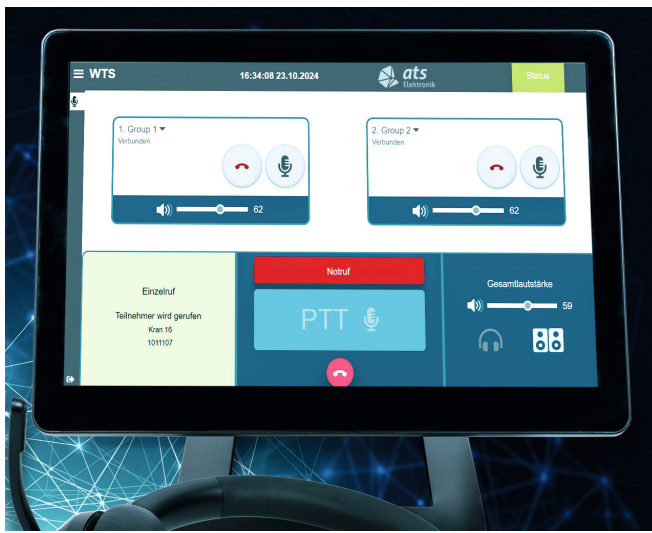 WTS
16:34:08 23.10.2024
ats
Elektronik
Status
1. Group 1
Verbunden
62
2. Group 2
Verbunden
62
Einzelruf
Teilnehmer wird gerufen
Kran 16
1011107
Notruf
PTT
Gesamtlautstärke
59